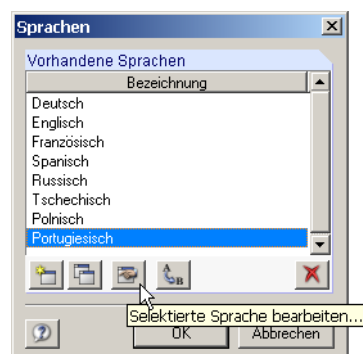 Sprachen
Vorhandene Sprachen
Bezeichnung
Deutsch
Englisch
Französisch
Spanisch
Russisch
Tschechisch
Polnisch
Portugiesisch
A
B
Selektierte Sprache bearbeiten...
OK
Abbrechen